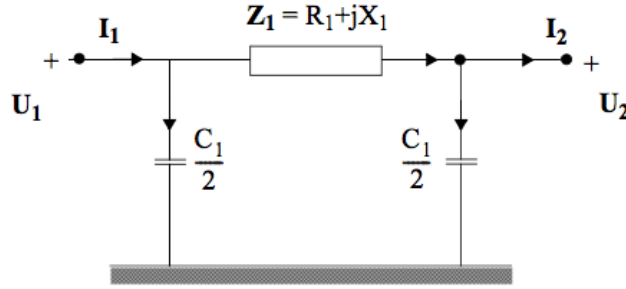 Z₁ = R₁+jX₁
I₁
I₂
+
+
U₁
U₂
C₁
2
C₁
2